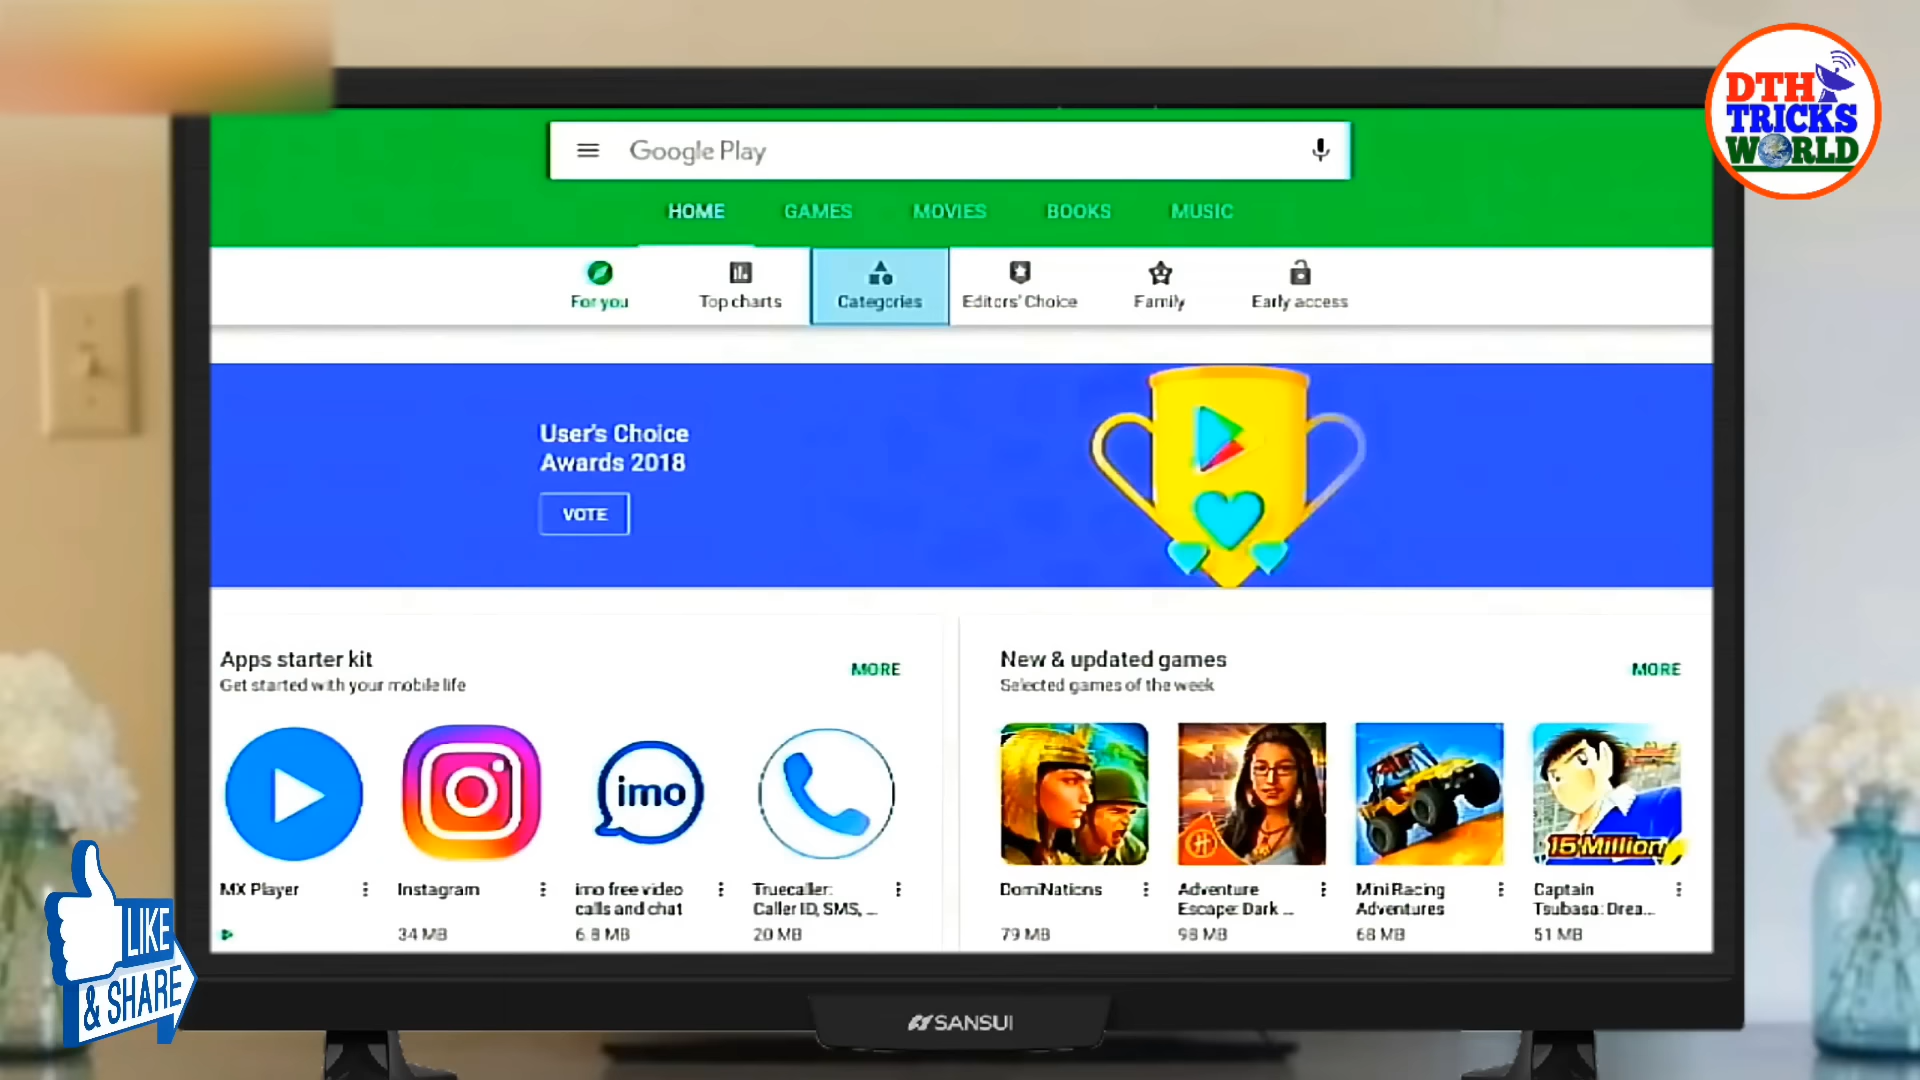 DTH
TRICKS
WORLD
Google Play
HOME GAMES MOVIES BOOKS MUSIC
For you Top charts Categories Editors' Choice Family Early access
User's Choice
Awards 2018
VOTE
Apps starter kit
Get started with your mobile life
MORE
MX Player
Instagram
34 MB
imo
imo free video
calls and chat
6.8 MB
Truecaller:
Caller ID, SMS, ...
20 MB
New & updated games
Selected games of the week
MORE
DomiNations
79 MB
Adventure
Escape: Dark ...
98 MB
Mini Racing
Adventures
68 MB
15 Million
Captain
Tsubasa: Drea...
51 MB
LIKE
& SHARE
SANSUI